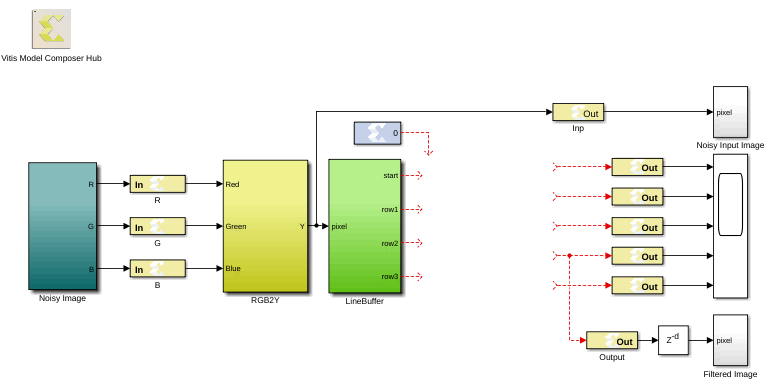 Vitis Model Composer Hub
Out
Inp
pixel
Noisy Input Image
0
R
G
B
Noisy Image
In
R
In
G
In
B
Red
Green
Blue
Y
RGB2Y
pixel
start
row1
row2
row3
LineBuffer
Out
Out
Out
Out
Out
Out
Output
Z-d
pixel
Filtered Image